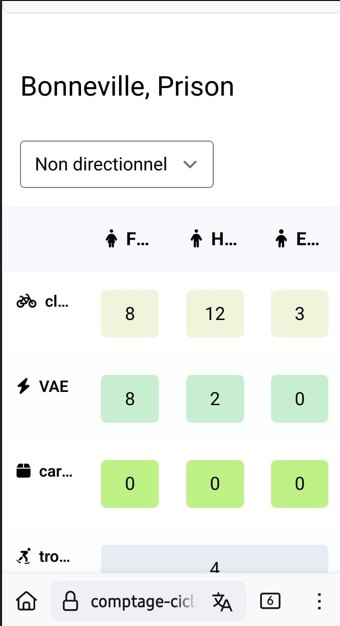 Bonneville, Prison
Non directionnel
F... H... E...
cl... 8 12 3
VAE 8 2 0
car... 0 0 0
tro... 4
comptage-cicl 6